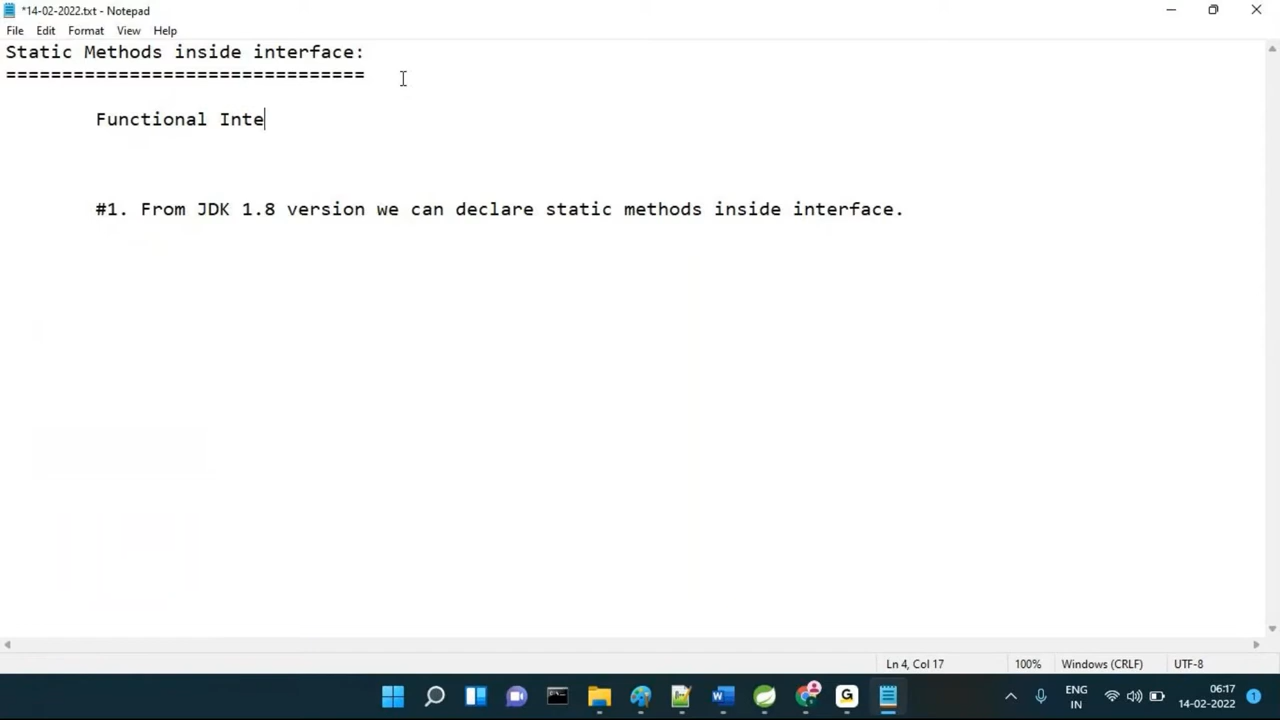 *14-02-2022.txt - Notepad
File Edit Format View Help
Static Methods inside interface:
================================
Functional Inte
#1. From JDK 1.8 version we can declare static methods inside interface.
Ln 4, Col 17 100% Windows (CRLF) UTF-8
ENG
IN
06:17
14-02-2022
1